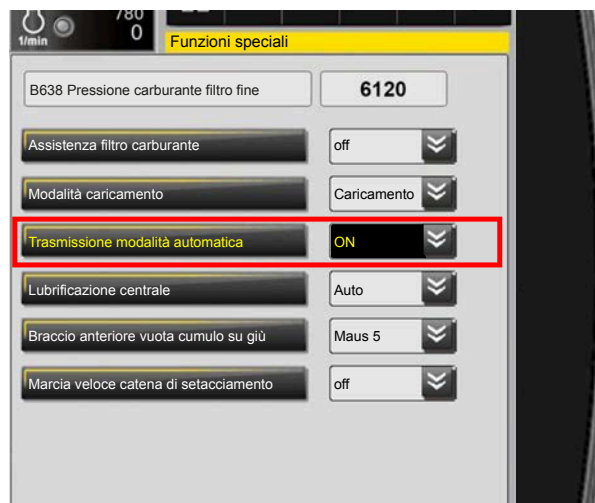 780
1/min
0
Funzioni speciali
B638 Pressione carburante filtro fine 6120
Assistenza filtro carburante off
Modalità caricamento Caricamento
Trasmissione modalità automatica ON
Lubrificazione centrale Auto
Braccio anteriore vuota cumulo su giù Maus 5
Marcia veloce catena di setacciamento off